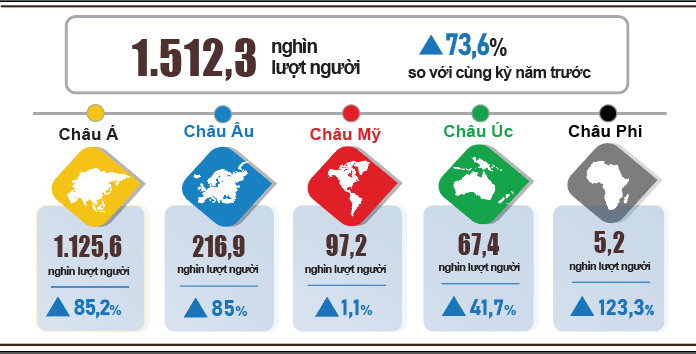 1.512,3 nghìn lượt người
▲73,6%
so với cùng kỳ năm trước
Châu Á
Châu Âu
Châu Mỹ
Châu Úc
Châu Phi
1.125,6
nghìn lượt người
▲85,2%
216,9
nghìn lượt người
▲85%
97,2
nghìn lượt người
▲1,1%
67,4
nghìn lượt người
▲41,7%
5,2
nghìn lượt người
▲123,3%